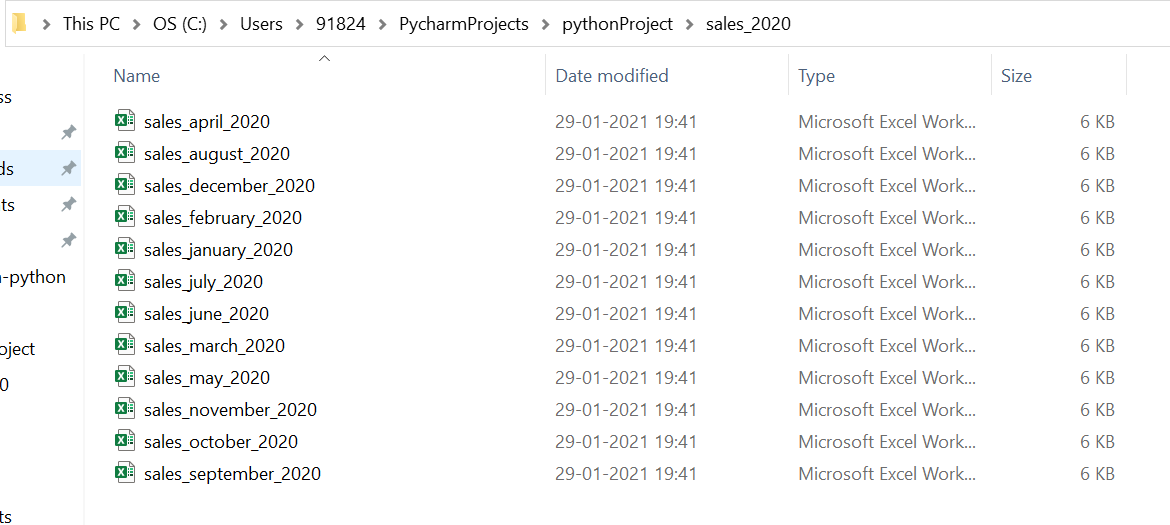 This PC > OS (C:) > Users > 91824 > PycharmProjects > pythonProject > sales_2020
Name Date modified Type Size
ss
sales_april_2020 29-01-2021 19:41 Microsoft Excel Work... 6 KB
sales_august_2020 29-01-2021 19:41 Microsoft Excel Work... 6 KB
ds
sales_december_2020 29-01-2021 19:41 Microsoft Excel Work... 6 KB
ts
sales_february_2020 29-01-2021 19:41 Microsoft Excel Work... 6 KB
sales_january_2020 29-01-2021 19:41 Microsoft Excel Work... 6 KB
-python
sales_july_2020 29-01-2021 19:41 Microsoft Excel Work... 6 KB
sales_june_2020 29-01-2021 19:41 Microsoft Excel Work... 6 KB
oject
sales_march_2020 29-01-2021 19:41 Microsoft Excel Work... 6 KB
sales_may_2020 29-01-2021 19:41 Microsoft Excel Work... 6 KB
0
sales_november_2020 29-01-2021 19:41 Microsoft Excel Work... 6 KB
sales_october_2020 29-01-2021 19:41 Microsoft Excel Work... 6 KB
sales_september_2020 29-01-2021 19:41 Microsoft Excel Work... 6 KB
ts